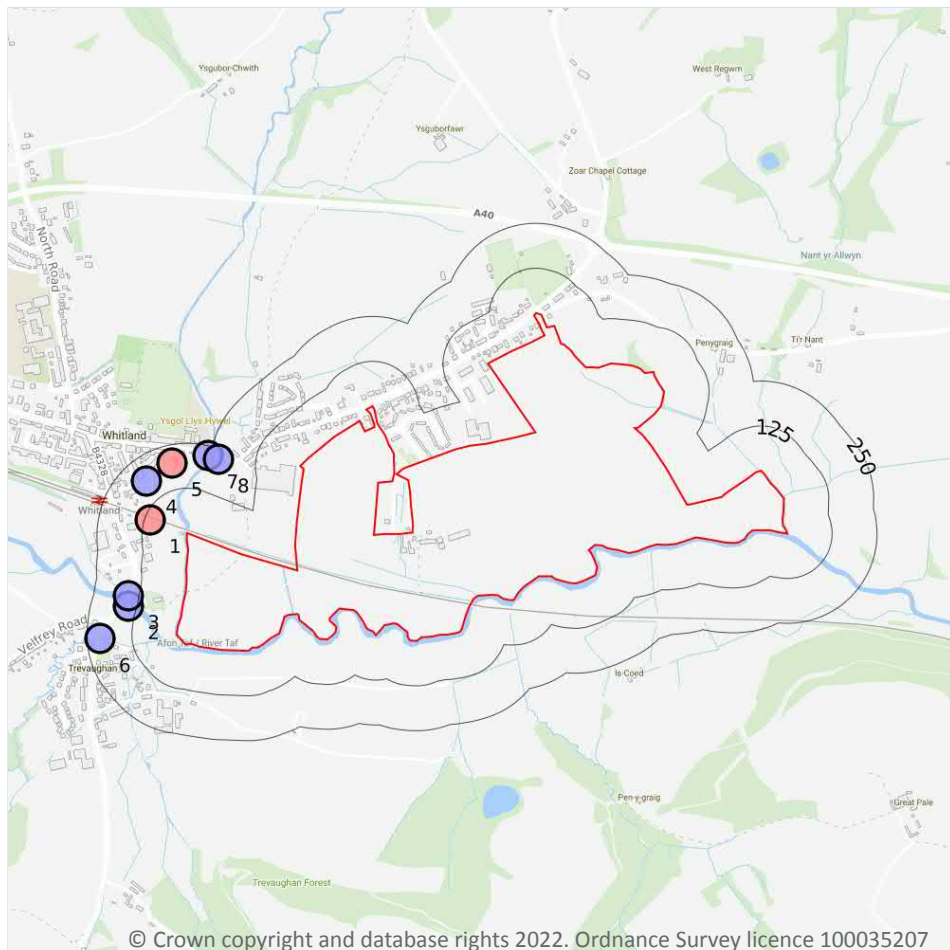 Ysgubor-Chwith
West Regwm
Ysguborfawr
Zoar Chapel Cottage
A40
North Road
Nant yr Allwyn
Penygraig
Ti'r Nant
Ysgol Llys Hywel
125
Whitland
250
B4328
5
7
8
4
Whitland
1
3
2
Velfrey Road
Afon Taf / River Taf
6
Trevaughan
Is Coed
Pen-y-graig
Great Pale
Trevaughan Forest
© Crown copyright and database rights 2022. Ordnance Survey licence 100035207